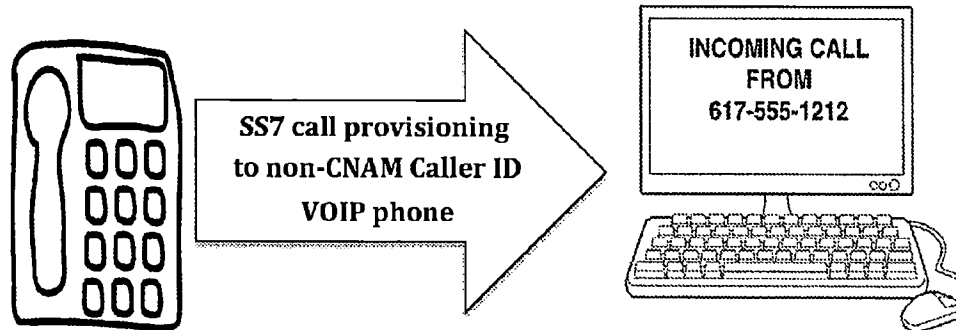 SS7 call provisioning
to non-CNAM Caller ID
VOIP phone
INCOMING CALL
FROM
617-555-1212